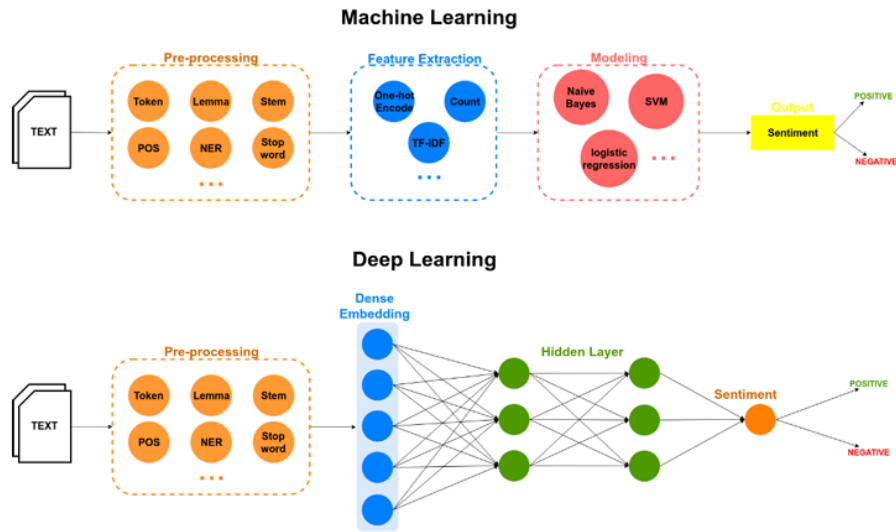 Machine Learning
Pre-processing
Feature Extraction
Modeling
TEXT
Token
Lemma
Stem
POS
NER
Stop
word
...
One-hot
Encode
Count
TF-IDF
...
Naive
Bayes
SVM
logistic
regression
...
Output
Sentiment
POSITIVE
NEGATIVE
Deep Learning
Dense
Embedding
Pre-processing
TEXT
Token
Lemma
Stem
POS
NER
Stop
word
...
Hidden Layer
Sentiment
POSITIVE
NEGATIVE